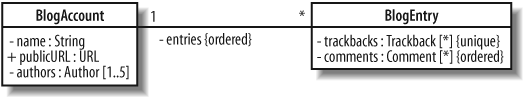 BlogAccount
- name : String
+ publicURL : URL
- authors : Author [1..5]
1
*
- entries {ordered}
BlogEntry
- trackbacks : Trackback [*] {unique}
- comments : Comment [*] {ordered}